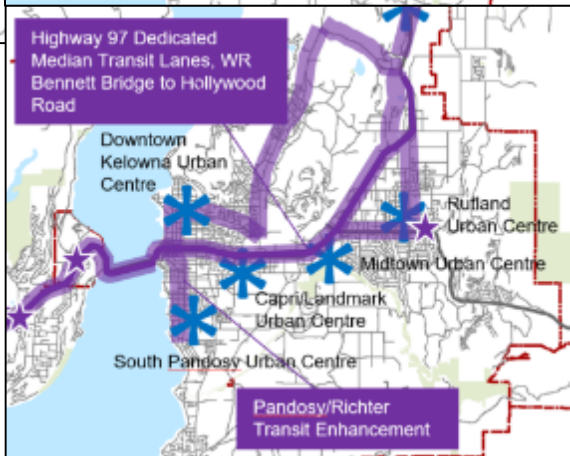 Highway 97 Dedicated
Median Transit Lanes, WR
Bennett Bridge to Hollywood
Road
Downtown
Kelowna Urban
Centre
Rutland
Urban Centre
Midtown Urban Centre
Capri/Landmark
Urban Centre
South Pandosy Urban Centre
Pandosy/Richter
Transit Enhancement